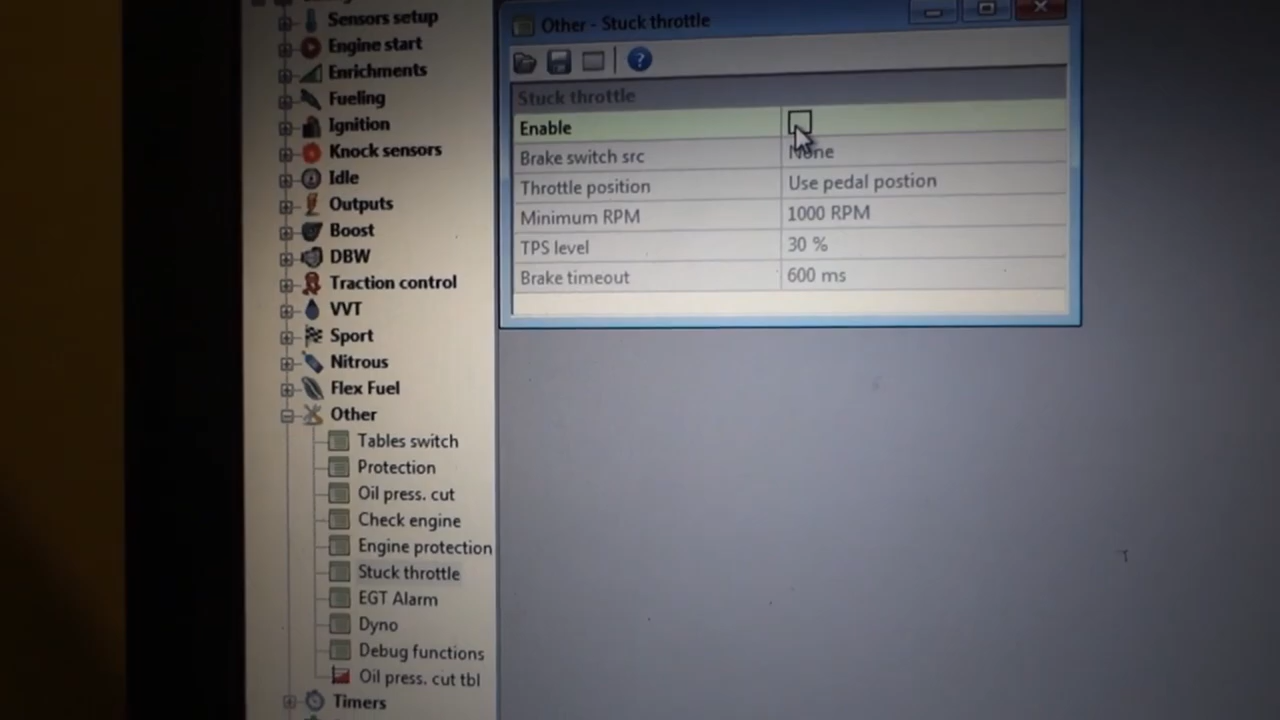 Sensors setup
Engine start
Enrichments
Fueling
Ignition
Knock sensors
Idle
Outputs
Boost
DBW
Traction control
VVT
Sport
Nitrous
Flex Fuel
Other
Tables switch
Protection
Oil press. cut
Check engine
Engine protection
Stuck throttle
EGT Alarm
Dyno
Debug functions
Oil press. cut tbl
Timers
Other - Stuck throttle
?
Stuck throttle
Enable
Brake switch src None
Throttle position Use pedal postion
Minimum RPM 1000 RPM
TPS level 30 %
Brake timeout 600 ms